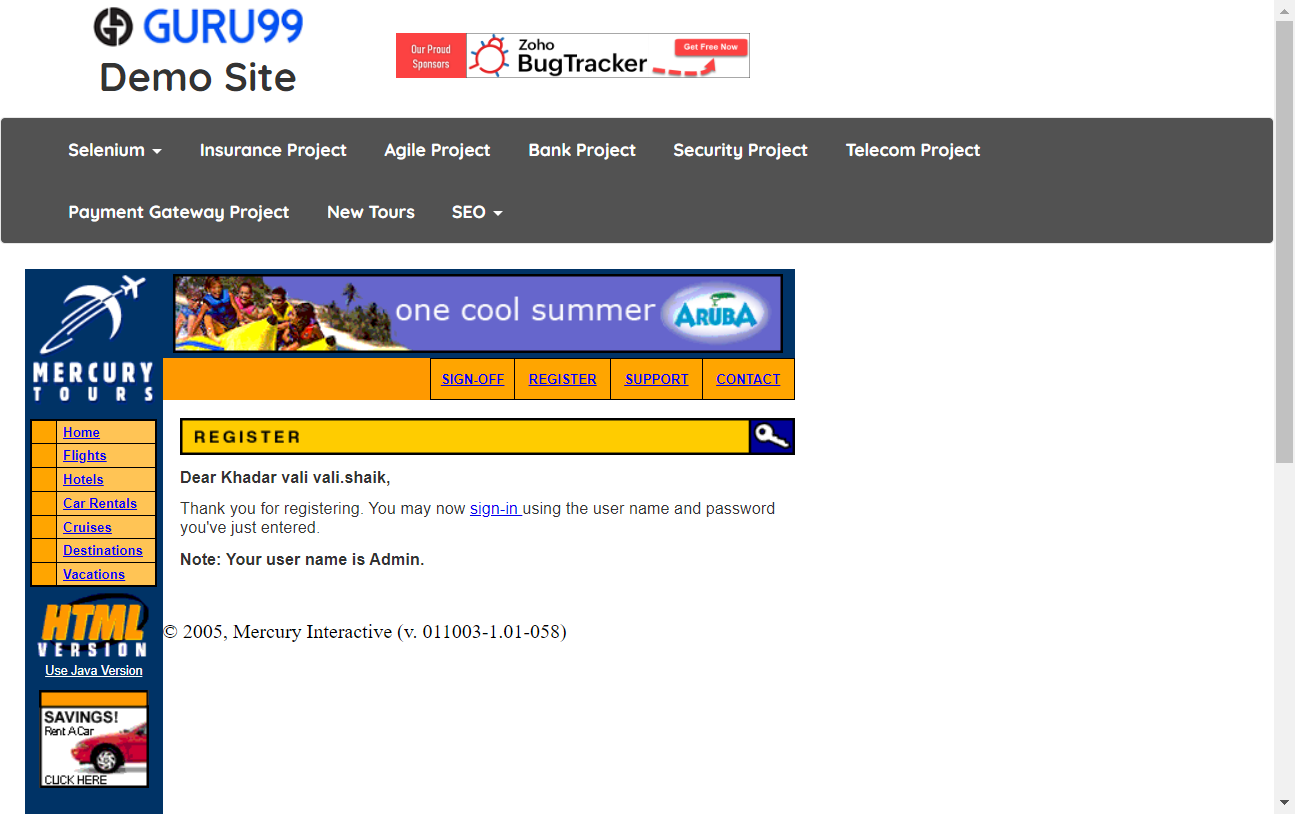 GURU99
Demo Site
Our Proud
Sponsors
Zoho
BugTracker
Get Free Now
Selenium
Insurance Project
Agile Project
Bank Project
Security Project
Telecom Project
Payment Gateway Project
New Tours
SEO
MERCURY
TOURS
one cool summer
ARUBA
SIGN-OFF
REGISTER
SUPPORT
CONTACT
Home
Flights
Hotels
Car Rentals
Cruises
Destinations
Vacations
HTML
VERSION
Use Java Version
SAVINGS!
Rent A Car
CLICK HERE
REGISTER
Dear Khadar vali vali.shaik,
Thank you for registering. You may now sign-in using the user name and password
you've just entered.
Note: Your user name is Admin.
© 2005, Mercury Interactive (v. 011003-1.01-058)